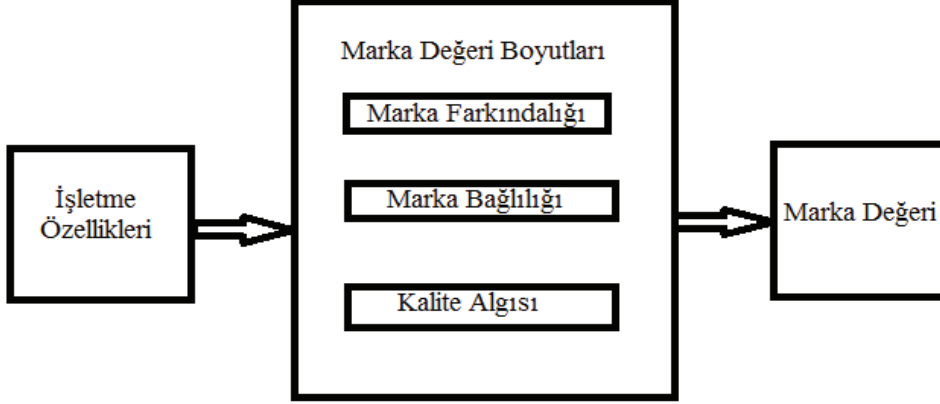 İşletme
Özellikleri
Marka Değeri Boyutları
Marka Farkındalığı
Marka Bağlılığı
Kalite Algısı
Marka Değeri